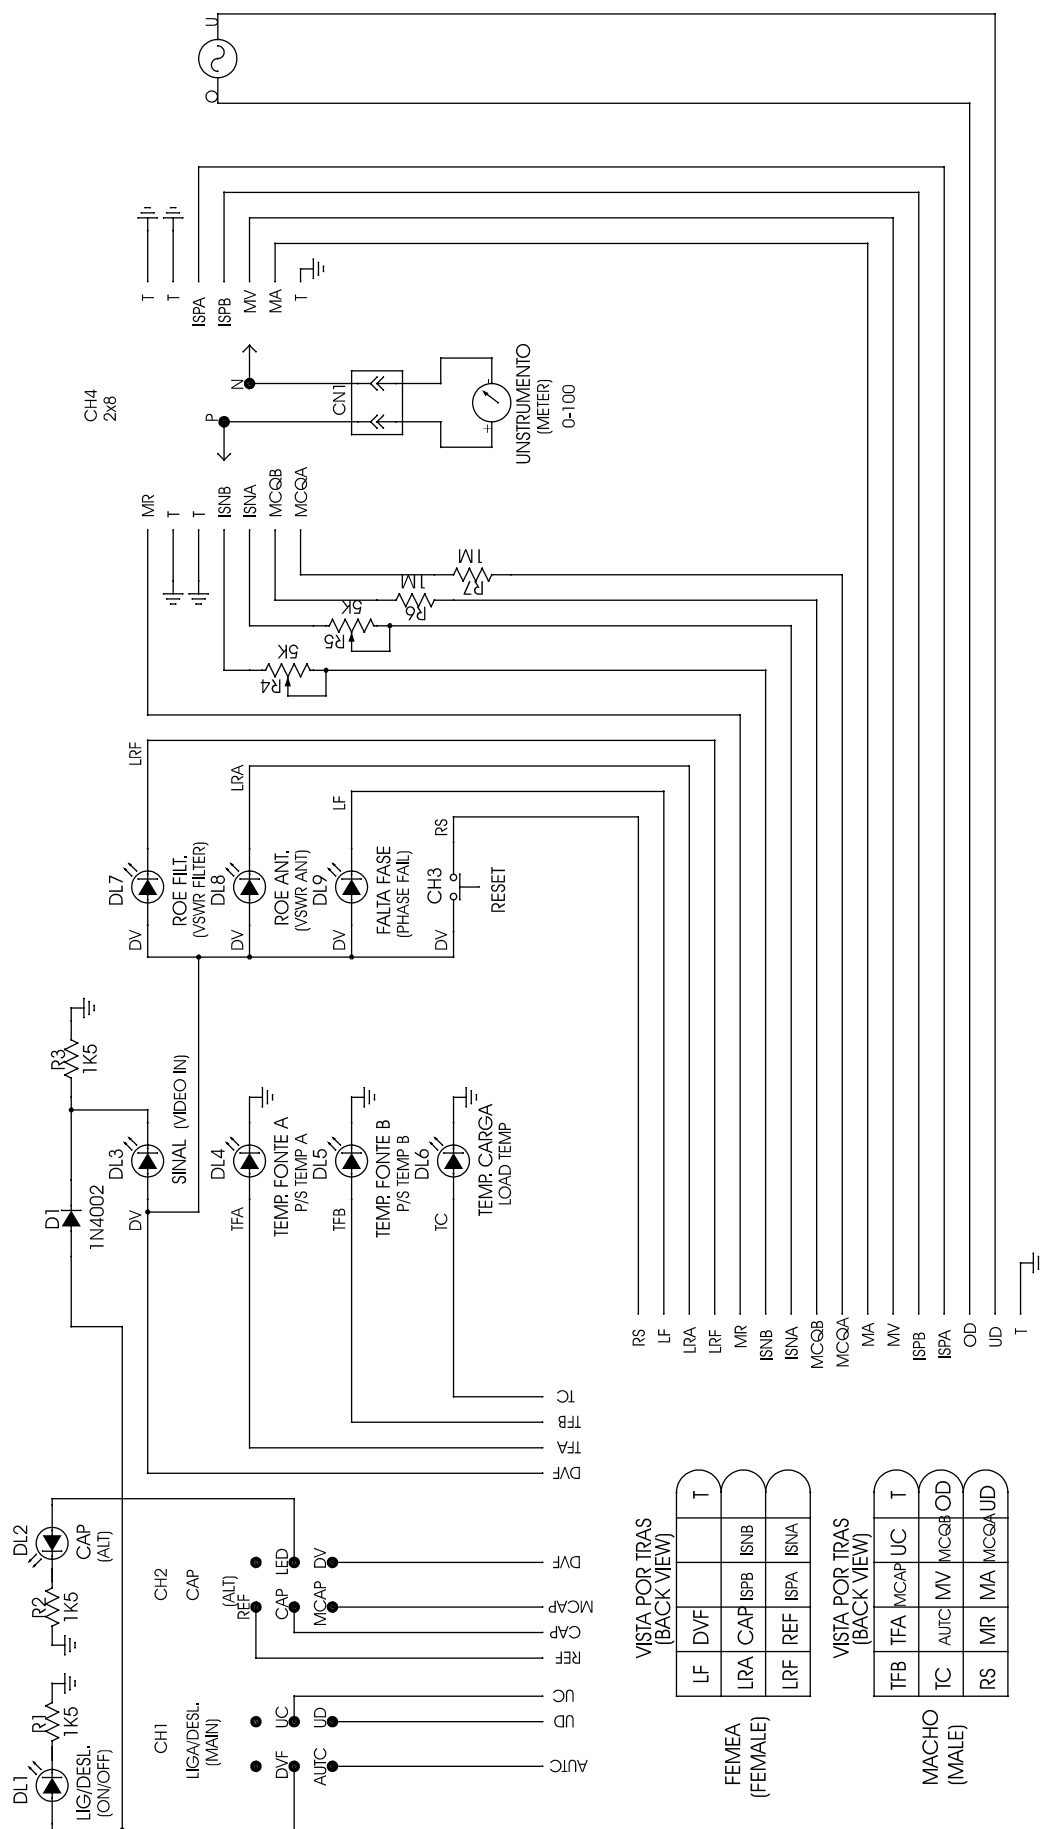 DL1
R1
1K5
LIG/DESL.
(ON/OFF)
DL2
R2
1K5
CAP
(ALT)
D1
1N4002
R3
1K5
DV
DL3
SINAL (VIDEO IN)
TFA
DL4
TEMP. FONTE A
P/S TEMP A
TFB
DL5
TEMP. FONTE B
P/S TEMP B
TC
DL6
TEMP. CARGA
LOAD TEMP
DV
DL7
LRF
ROE FILT.
(VSWR FILTER)
DV
DL8
LRA
ROE ANT.
(VSWR ANT)
DV
DL9
LF
FALTA FASE
(PHASE FAIL)
DV
CH3
RS
RESET
CH1
LIGA/DESL.
(MAIN)
DVF
UC
AUTC
UD
CH2
CAP
(ALT)
REF
CAP
LED
MCAP
DV
AUTC
UD
UC
REF
CAP
MCAP
DVF
DVF
TFA
TFB
TC
CH4
2x8
MR
T
T
ISNB
ISNA
MCQB
MCQA
P
N
T
T
ISPA
ISPB
MV
MA
T
CN1
+
-
UNSTRUMENTO
(METER)
0-100
R4
5K
R5
5K
R6
1M
R7
1M
O
U
RS
LF
LRA
LRF
MR
ISNB
ISNA
MCQB
MCQA
MA
MV
ISPB
ISPA
OD
UD
T
VISTA POR TRAS
(BACK VIEW)
FEMEA
(FEMALE)
LF DVF T
LRA CAP ISPB ISNB
LRF REF ISPA ISNA
VISTA POR TRAS
(BACK VIEW)
MACHO
(MALE)
TFB TFA MCAP UC T
TC AUTC MV MCQB OD
RS MR MA MCQA UD